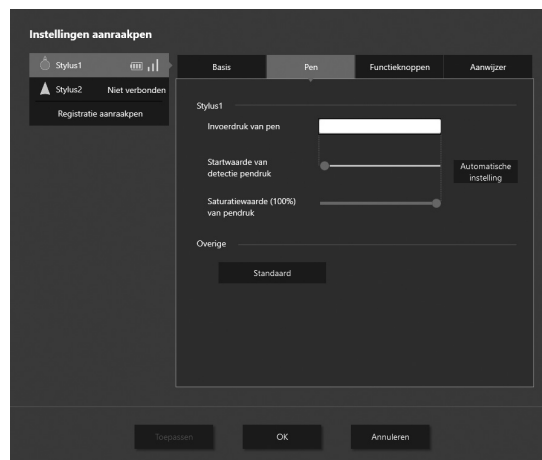 Instellingen aanraakpen
Stylus1
Stylus2 Niet verbonden
Registratie aanraakpen
Basis Pen Functieknoppen Aanwijzer
Stylus1
Invoerdruk van pen
Startwaarde van
detectie pendruk
Automatische
instelling
Saturatiewaarde (100%)
van pendruk
Overige
Standaard
Toepassen OK Annuleren